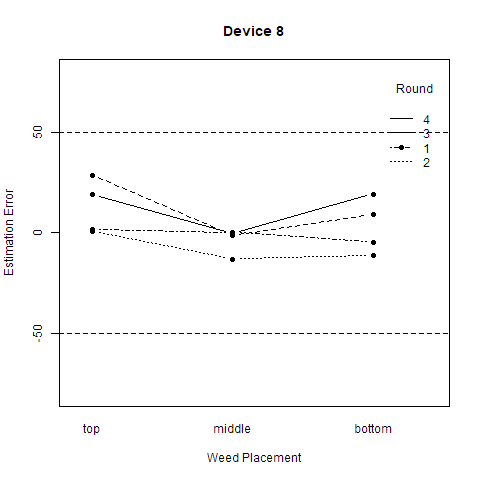 Device 8
Round
4
3
1
2
50
0
-50
Estimation Error
top middle bottom
Weed Placement